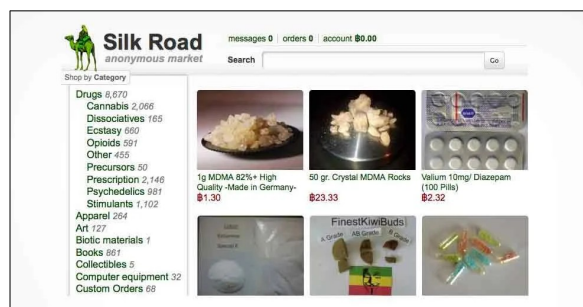 Silk Road
anonymous market
messages 0 | orders 0 | account ฿0.00
Search
Go
Shop by Category
Drugs 8,670
Cannabis 2,066
Dissociatives 165
Ecstasy 660
Opioids 591
Other 455
Precursors 50
Prescription 2,146
Psychedelics 981
Stimulants 1,102
Apparel 264
Art 127
Biotic materials 1
Books 861
Collectibles 5
Computer equipment 32
Custom Orders 68
1g MDMA 82%+ High
Quality -Made in Germany-
฿1.30
50 gr. Crystal MDMA Rocks
฿23.33
Valium 10mg/ Diazepam
(100 Pills)
฿2.32
FinestKiwiBuds
A Grade
AB Grade
B Grade